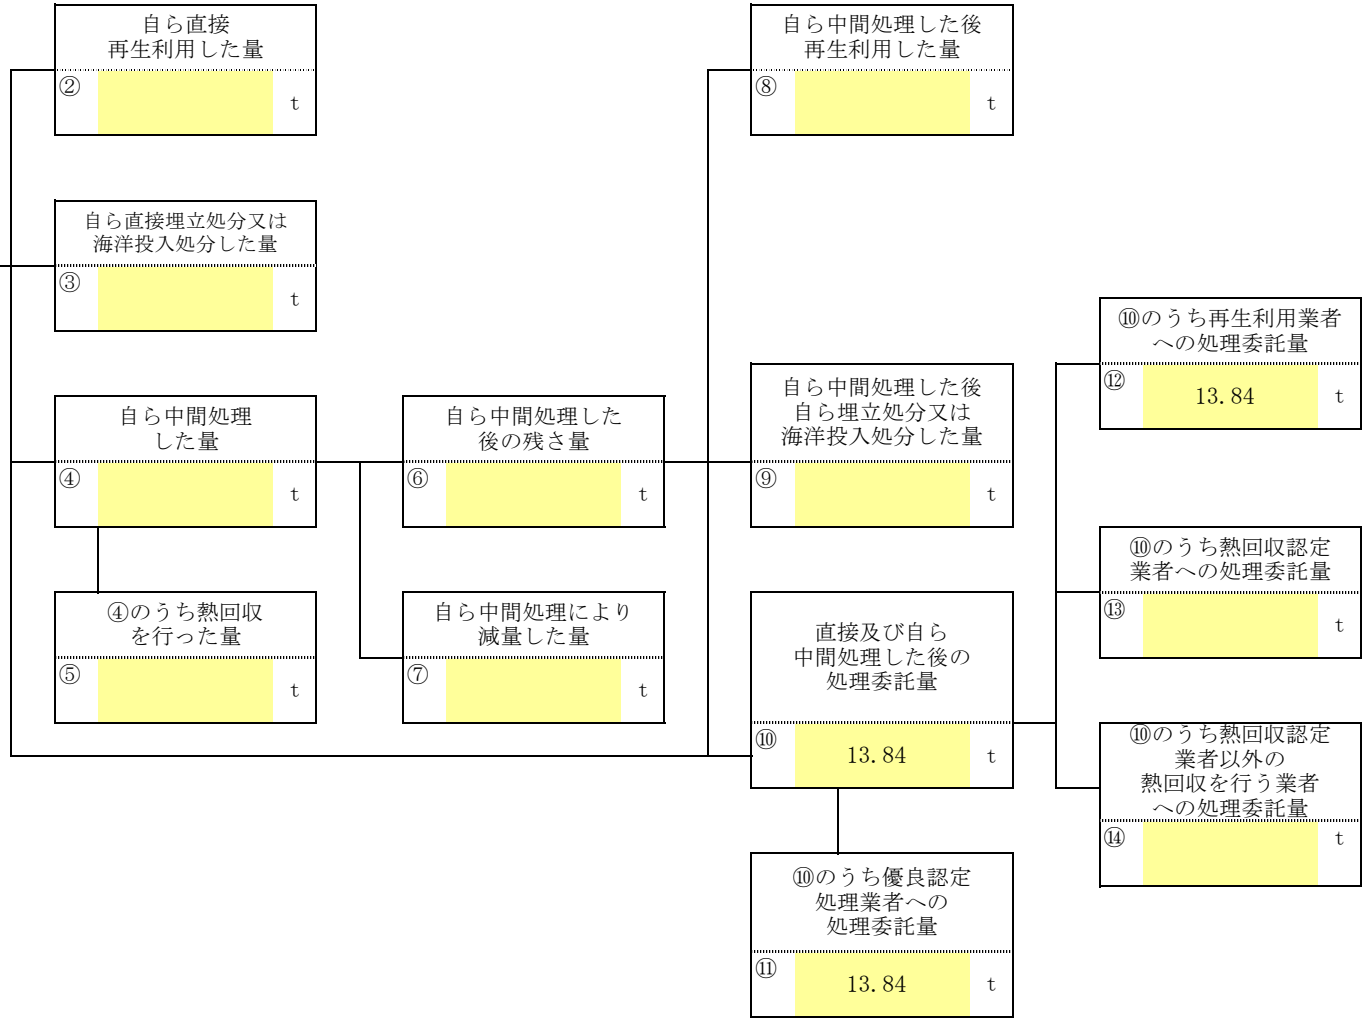 自ら直接
再生利用した量
②
t
自ら中間処理した後
再生利用した量
⑧
t
自ら直接埋立処分又は
海洋投入処分した量
③
t
⑩のうち再生利用業者
への処理委託量
⑫
13.84
t
自ら中間処理
した量
④
t
自ら中間処理した
後の残さ量
⑥
t
自ら中間処理した後
自ら埋立処分又は
海洋投入処分した量
⑨
t
⑩のうち熱回収認定
業者への処理委託量
⑬
t
④のうち熱回収
を行った量
⑤
t
自ら中間処理により
減量した量
⑦
t
直接及び自ら
中間処理した後の
処理委託量
⑩
13.84
t
⑩のうち熱回収認定
業者以外の
熱回収を行う業者
への処理委託量
⑭
t
⑩のうち優良認定
処理業者への
処理委託量
⑪
13.84
t